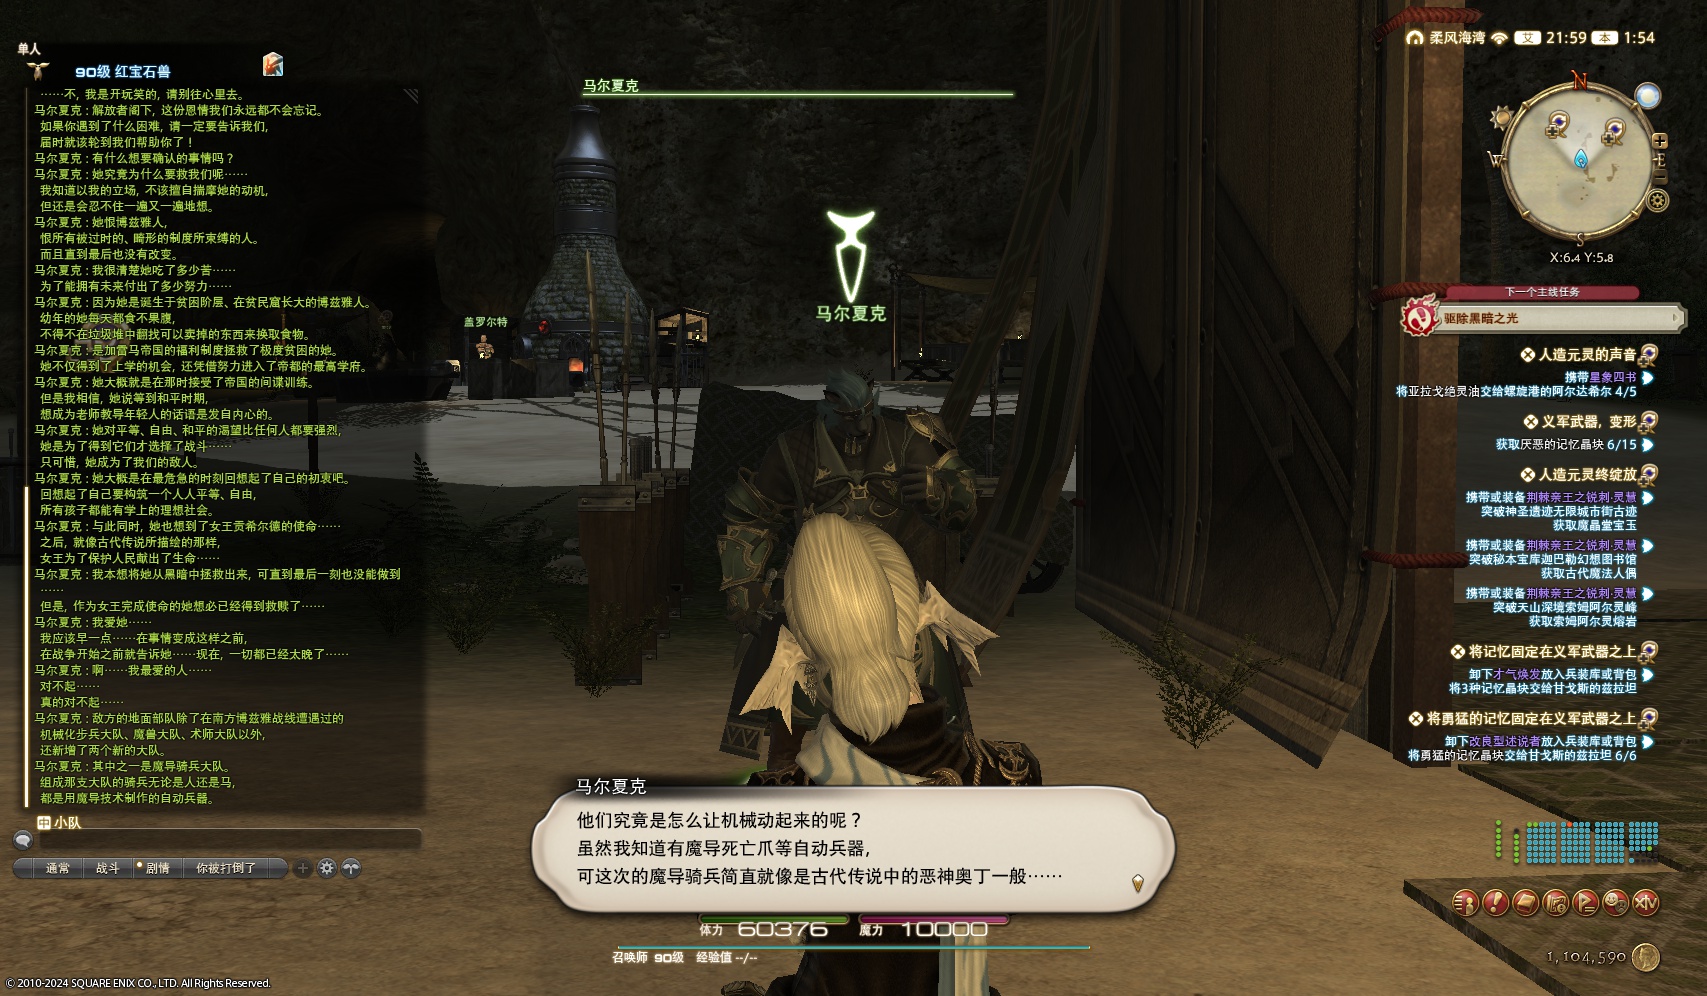 单人
90级 红宝石兽
……不, 我是开玩笑的, 请别往心里去。
马尔夏克：解放者阁下, 这份恩情我们永远都不会忘记。
如果你遇到了什么困难, 请一定要告诉我们,
届时就该轮到我们帮助你了！
马尔夏克：有什么想要确认的事情吗？
马尔夏克：她究竟为什么要救我们呢……
我知道以我的立场, 不该擅自揣摩她的动机,
但还是会忍不住一遍又一遍地想。
马尔夏克：她恨博兹雅人,
恨所有被过时的、畸形的制度所束缚的人。
而且直到最后也没有改变。
马尔夏克：我很清楚她吃了多少苦……
为了能拥有未来付出了多少努力……
马尔夏克：因为她是诞生于贫困阶层、在贫民窟长大的博兹雅人。
幼年的她每天都食不果腹,
不得不在垃圾堆中翻找可以卖掉的东西来换取食物。
马尔夏克：是加雷马帝国的福利制度拯救了极度贫困的她。
她不仅得到了上学的机会, 还凭借努力进入了帝都的最高学府。
马尔夏克：她大概就是在那时接受了帝国的间谍训练。
但是我相信, 她说等到和平时期,
想成为老师教导年轻人的话语是发自内心的。
马尔夏克：她对平等、自由、和平的渴望比任何人都要强烈,
她是为了得到它们才选择了战斗……
只可惜, 她成为了我们的敌人。
马尔夏克：她大概是在最危急的时刻回想起了自己的初衷吧。
回想起了自己要构筑一个人人平等、自由,
所有孩子都能有学上的理想社会。
马尔夏克：与此同时, 她也想到了女王贡希尔德的使命……
之后, 就像古代传说所描绘的那样,
女王为了保护人民献出了生命……
马尔夏克：我本想将她从黑暗中拯救出来, 可直到最后一刻也没能做到
……
但是, 作为女王完成使命的她想必已经得到救赎了……
马尔夏克：我爱她……
我应该早一点……在事情变成这样之前,
在战争开始之前就告诉她……现在, 一切都已经太晚了……
马尔夏克：啊……我最爱的人……
对不起……
真的对不起……
马尔夏克：敌方的地面部队除了在南方博兹雅战线遭遇过的
机械化步兵大队、魔兽大队、术师大队以外,
还新增了两个新的大队。
马尔夏克：其中之一是魔导骑兵大队。
组成那支大队的骑兵无论是人还是马,
都是用魔导技术制作的自动兵器。
小队
通常 战斗 剧情 你被打倒了
马尔夏克
马尔夏克
盖罗尔特
马尔夏克
他们究竟是怎么让机械动起来的呢？
虽然我知道有魔导死亡爪等自动兵器,
可这次的魔导骑兵简直就像是古代传说中的恶神奥丁一般……
体力 60376 魔力 10000
召唤师 90级 经验值 --/--
柔风海湾 艾 21:59 本 1:54
N
W
E
S
X:6.4 Y:5.8
下一个主线任务
驱除黑暗之光
人造元灵的声音
携带星象四书
将亚拉戈绝灵油交给螺旋港的阿尔达希尔 4/5
义军武器，变形
获取厌恶的记忆晶块 6/15
人造元灵终绽放
携带或装备荆棘亲王之锐刺·灵慧
突破神圣遗迹无限城市街古迹
获取魔晶堂宝玉
携带或装备荆棘亲王之锐刺·灵慧
突破秘本宝库迦巴勒幻想图书馆
获取古代魔法人偶
携带或装备荆棘亲王之锐刺·灵慧
突破天山深境索姆阿尔灵峰
获取索姆阿尔灵熔岩
将记忆固定在义军武器之上
卸下才气焕发放入兵装库或背包
将3种记忆晶块交给甘戈斯的兹拉坦
将勇猛的记忆固定在义军武器之上
卸下改良型述说者放入兵装库或背包
将勇猛的记忆晶块交给甘戈斯的兹拉坦 6/6
XIV
1,104,590
© 2010-2024 SQUARE ENIX CO., LTD. All Rights Reserved.